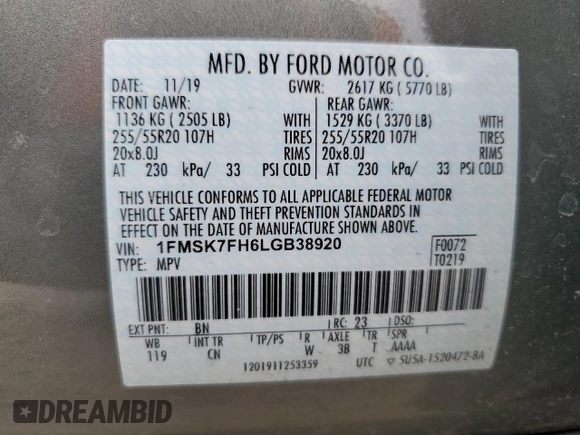 MFD. BY FORD MOTOR CO.
DATE: 11/19 GVWR: 2617 KG ( 5770 LB)
FRONT GAWR: REAR GAWR:
1136 KG ( 2505 LB) WITH 1529 KG ( 3370 LB) WITH
255/55R20 107H TIRES 255/55R20 107H TIRES
20x8.0J RIMS 20x8.0J RIMS
AT 230 kPa/ 33 PSI COLD AT 230 kPa/ 33 PSI COLD
THIS VEHICLE CONFORMS TO ALL APPLICABLE FEDERAL MOTOR
VEHICLE SAFETY AND THEFT PREVENTION STANDARDS IN
EFFECT ON THE DATE OF MANUFACTURE SHOWN ABOVE.
VIN: 1FMSK7FH6LGB38920 F0072
TYPE: MPV T0219
EXT PNT: BN RC: 23 DSO:
WB INT TR TP/PS R AXLE TR SPR
119 CN W 3B T AAAA
1201911253359 UTC 5U5A-1520472-BA
DREAMBID